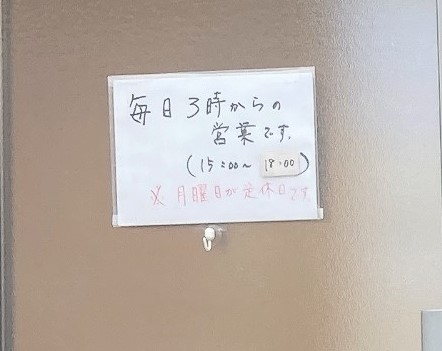 毎日3時からの
営業です.
(15:00〜18:00)
※月曜日が定休日です